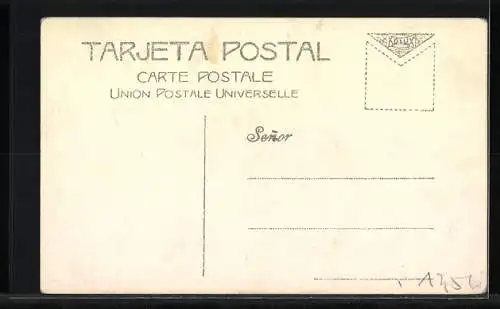 TARJETA POSTAL
CARTE POSTALE
UNION POSTALE UNIVERSELLE
Señor